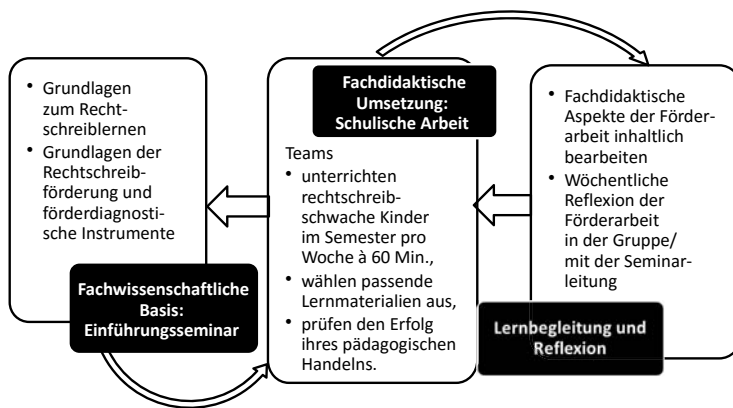 • Grundlagen
zum Recht-
schreiblernen
• Grundlagen der
Rechtschreib-
förderung und
förderdiagnosti-
sche Instrumente
Fachwissenschaftliche
Basis:
Einführungsseminar
Fachdidaktische
Umsetzung:
Schulische Arbeit
Teams
• unterrichten
rechtschreib-
schwache Kinder
im Semester pro
Woche à 60 Min.,
• wählen passende
Lernmaterialien aus,
• prüfen den Erfolg
ihres pädagogischen
Handelns.
• Fachdidaktische
Aspekte der Förder-
arbeit inhaltlich
bearbeiten
• Wöchentliche
Reflexion der
Förderarbeit
in der Gruppe/
mit der Seminar-
leitung
Lernbegleitung und
Reflexion